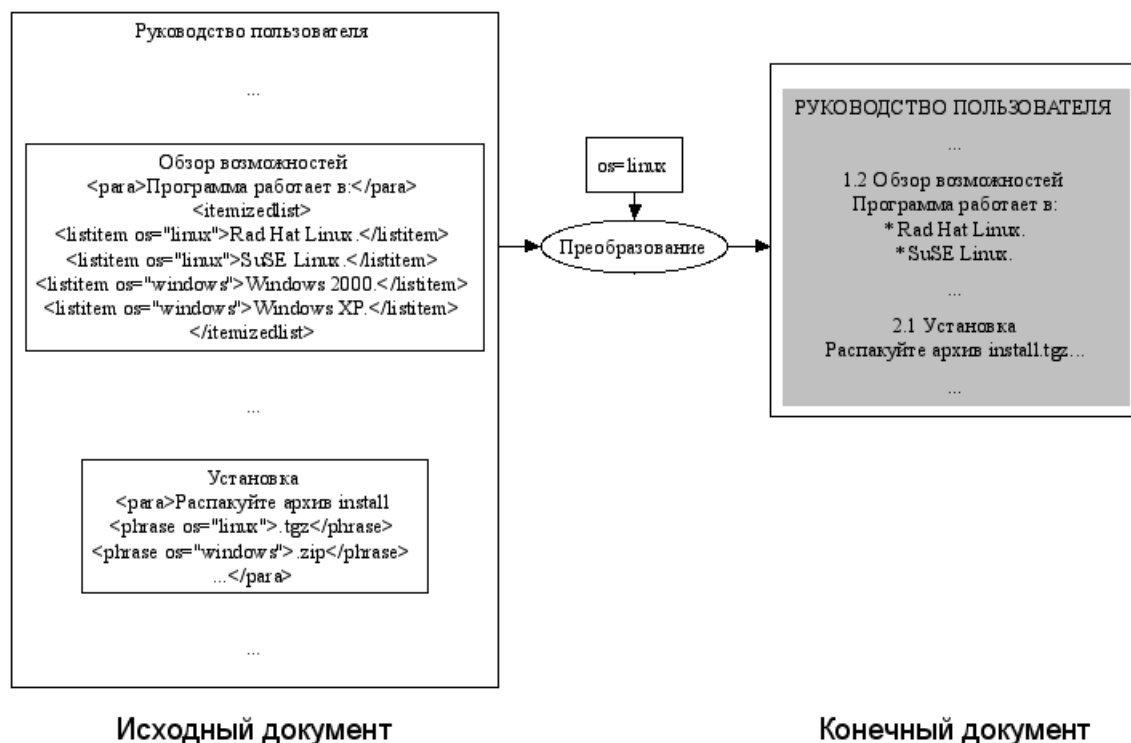 Руководство пользователя
...
Обзор возможностей
<para>Программа работает в:</para>
<itemizedlist>
<listitem os="linux">Rad Hat Linux.</listitem>
<listitem os="linux">SuSE Linux.</listitem>
<listitem os="windows">Windows 2000.</listitem>
<listitem os="windows">Windows XP.</listitem>
</itemizedlist>
...
Установка
<para>Распакуйте архив install
<phrase os="linux">.tgz</phrase>
<phrase os="windows">.zip</phrase>
...</para>
...
Исходный документ
os=linux
Преобразование
РУКОВОДСТВО ПОЛЬЗОВАТЕЛЯ
...
1.2 Обзор возможностей
Программа работает в:
* Rad Hat Linux.
* SuSE Linux.
...
2.1 Установка
Распакуйте архив install.tgz...
...
Конечный документ